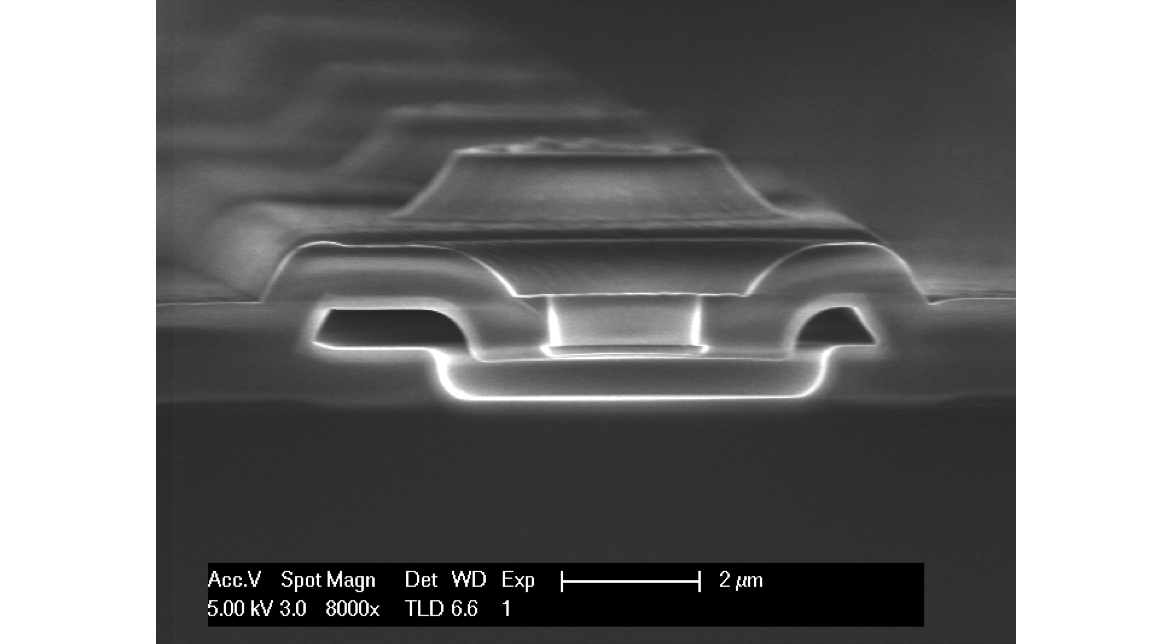 Acc.V Spot Magn Det WD Exp 2 µm
5.00 kV 3.0 8000x TLD 6.6 1